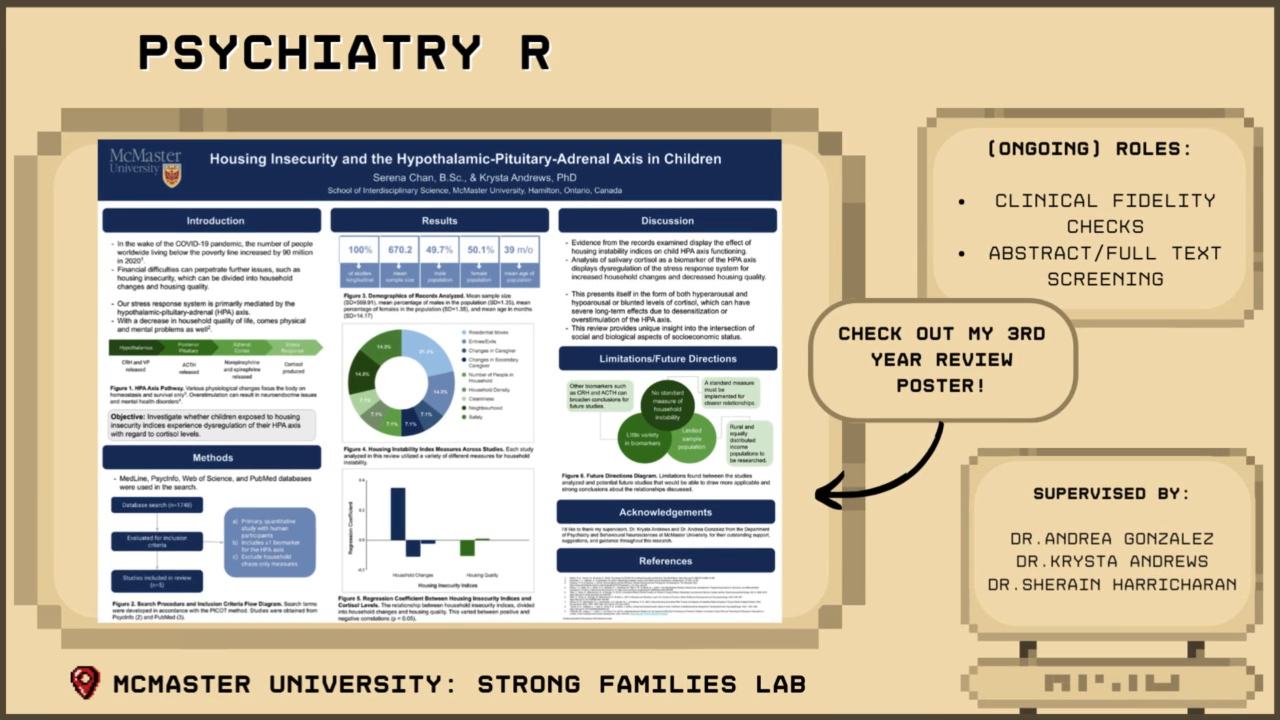 PSYCHIATRY R
McMaster
University
Housing Insecurity and the Hypothalamic-Pituitary-Adrenal Axis in Children
Serena Chan, B.Sc., & Krysta Andrews, PhD
School of Interdisciplinary Science, McMaster University, Hamilton, Ontario, Canada
Introduction
- In the wake of the COVID-19 pandemic, the number of people
worldwide living below the poverty line increased by 90 million
in 2020¹.
- Financial difficulties can perpetrate further issues, such as
housing insecurity, which can be divided into household
changes and housing quality.
- Our stress response system is primarily mediated by the
hypothalamic-pituitary-adrenal (HPA) axis.
- With a decrease in household quality of life, comes physical
and mental problems as well².
Hypothalamus
Posterior
Pituitary
Adrenal
Cortex
Stress
Response
CRH and VP
released
ACTH
released
Norepinephrine
and epinephrine
released
Cortisol
produced
Figure 1. HPA Axis Pathway. Various physiological changes focus the body on
homeostasis and survival only³. Overstimulation can result in neuroendocrine issues
and mental health disorders⁴.
Objective: Investigate whether children exposed to housing
insecurity indices experience dysregulation of their HPA axis
with regard to cortisol levels.
Methods
- MedLine, PsycInfo, Web of Science, and PubMed databases
were used in the search.
Database search (n=1746)
Evaluated for inclusion
criteria
Studies included in review
(n=5)
a) Primary quantitative
study with human
participants
b) Includes ≥1 biomarker
for the HPA axis
c) Exclude household
chaos only measures
Figure 2. Search Procedure and Inclusion Criteria Flow Diagram. Search terms
were developed in accordance with the PICOT method. Studies were obtained from
PsycInfo (2) and PubMed (3).
Results
100%
670.2
49.7%
50.1%
39 m/o
of studies
longitudinal
mean
sample size
male
population
female
population
mean age of
population
Figure 3. Demographics of Records Analyzed. Mean sample size
(SD=569.91), mean percentage of males in the population (SD=1.35), mean
percentage of females in the population (SD=1.38), and mean age in months
(SD=14.17)
21.4%
14.3%
7.1%
7.1%
7.1%
7.1%
7.1%
14.3%
14.3%
Residential Moves
Entries/Exits
Changes in Caregiver
Changes in Secondary
Caregiver
Number of People in
Household
Household Density
Cleanliness
Neighbourhood
Safety
Figure 4. Housing Instability Index Measures Across Studies. Each study
analyzed in this review utilized a variety of different measures for household
instability.
Regression Coefficient
0.4
0.2
0.0
-0.2
Household Changes
Housing Quality
Housing Insecurity Indices
Figure 5. Regression Coefficient Between Housing Insecurity Indices and
Cortisol Levels. The relationship between household insecurity indices, divided
into household changes and housing quality. This varied between positive and
negative correlations (p < 0.05).
Discussion
- Evidence from the records examined display the effect of
housing instability indices on child HPA axis functioning.
- Analysis of salivary cortisol as a biomarker of the HPA axis
displays dysregulation of the stress response system for
increased household changes and decreased household quality.
- This presents itself in the form of both hyperarousal and
hypoarousal or blunted levels of cortisol, which can have
severe long-term effects due to desensitization or
overstimulation of the HPA axis.
- This review provides unique insight into the intersection of
social and biological aspects of socioeconomic status.
Limitations/Future Directions
Other biomarkers such
as CRH and ACTH can
broaden conclusions for
future studies.
No standard
measure of
household
instability
A standard measure
must be
implemented for
clearer relationships.
Little variety
in biomarkers
Limited
sample
population
Rural and
equally
distributed
income
populations to
be researched.
Figure 6. Future Directions Diagram. Limitations found between the studies
analyzed and potential future studies that would be able to draw more applicable and
strong conclusions about the relationships discussed.
Acknowledgements
I'd like to thank my supervisors, Dr. Krysta Andrews and Dr. Andrea Gonzalez from the Department
of Psychiatry and Behavioural Neurosciences at McMaster University, for their outstanding support,
suggestions, and guidance throughout this research.
References
(ONGOING) ROLES:
• CLINICAL FIDELITY
CHECKS
• ABSTRACT/FULL TEXT
SCREENING
CHECK OUT MY 3RD
YEAR REVIEW
POSTER!
SUPERVISED BY:
DR.ANDREA GONZALEZ
DR.KRYSTA ANDREWS
DR.SHERAIN HARRICHARAN
MCMASTER UNIVERSITY: STRONG FAMILIES LAB